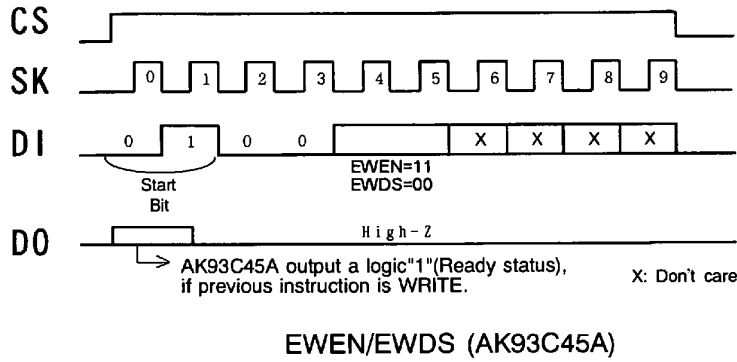 CS
SK 0 1 2 3 4 5 6 7 8 9
DI 0 1 0 0 X X X X
EWEN=11
EWDS=00
Start
Bit
DO High-Z
AK93C45A output a logic"1"(Ready status),
if previous instruction is WRITE.
X: Don't care
EWEN/EWDS (AK93C45A)